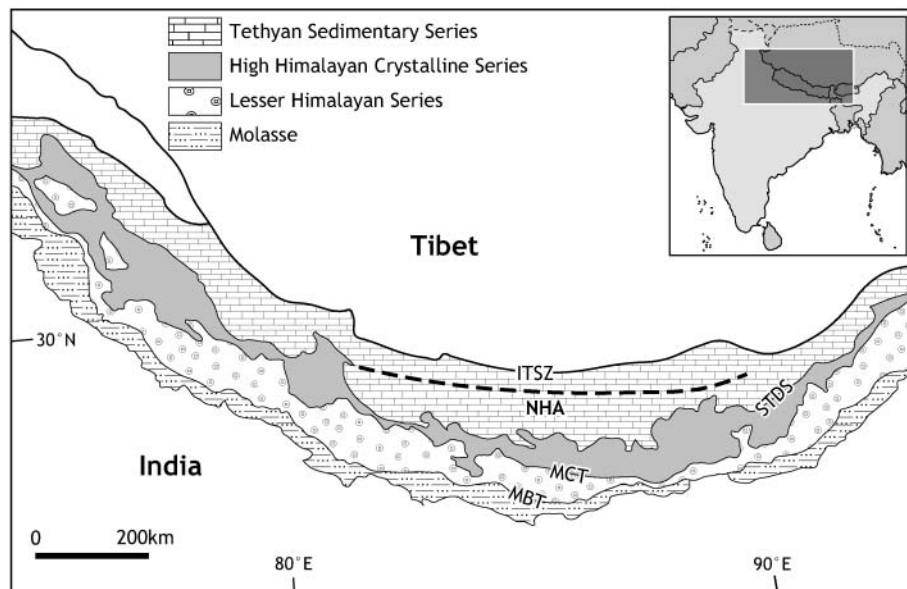 Tethyan Sedimentary Series
High Himalayan Crystalline Series
Lesser Himalayan Series
Molasse
Tibet
30°N
ITSZ
NHA
STDS
India
MCT
MBT
0 200km
80°E
90°E